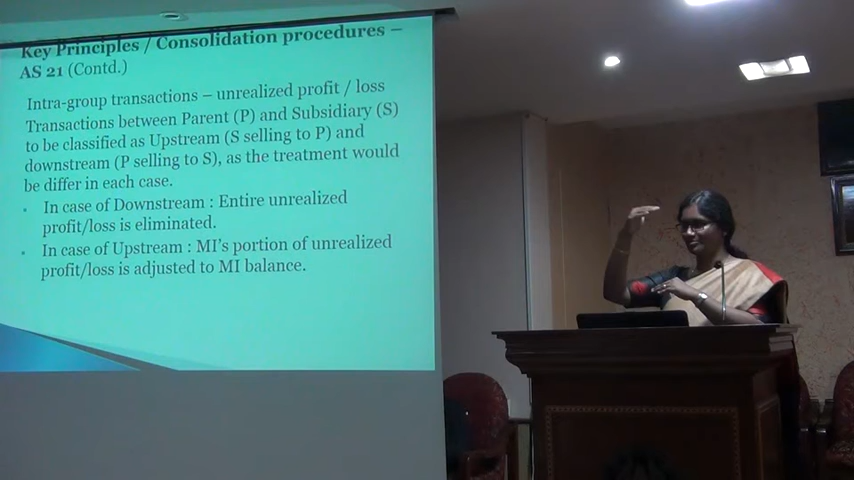 Key Principles / Consolidation procedures –
AS 21 (Contd.)
Intra-group transactions – unrealized profit / loss
Transactions between Parent (P) and Subsidiary (S)
to be classified as Upstream (S selling to P) and
downstream (P selling to S), as the treatment would
be differ in each case.
In case of Downstream : Entire unrealized
profit/loss is eliminated.
In case of Upstream : MI's portion of unrealized
profit/loss is adjusted to MI balance.